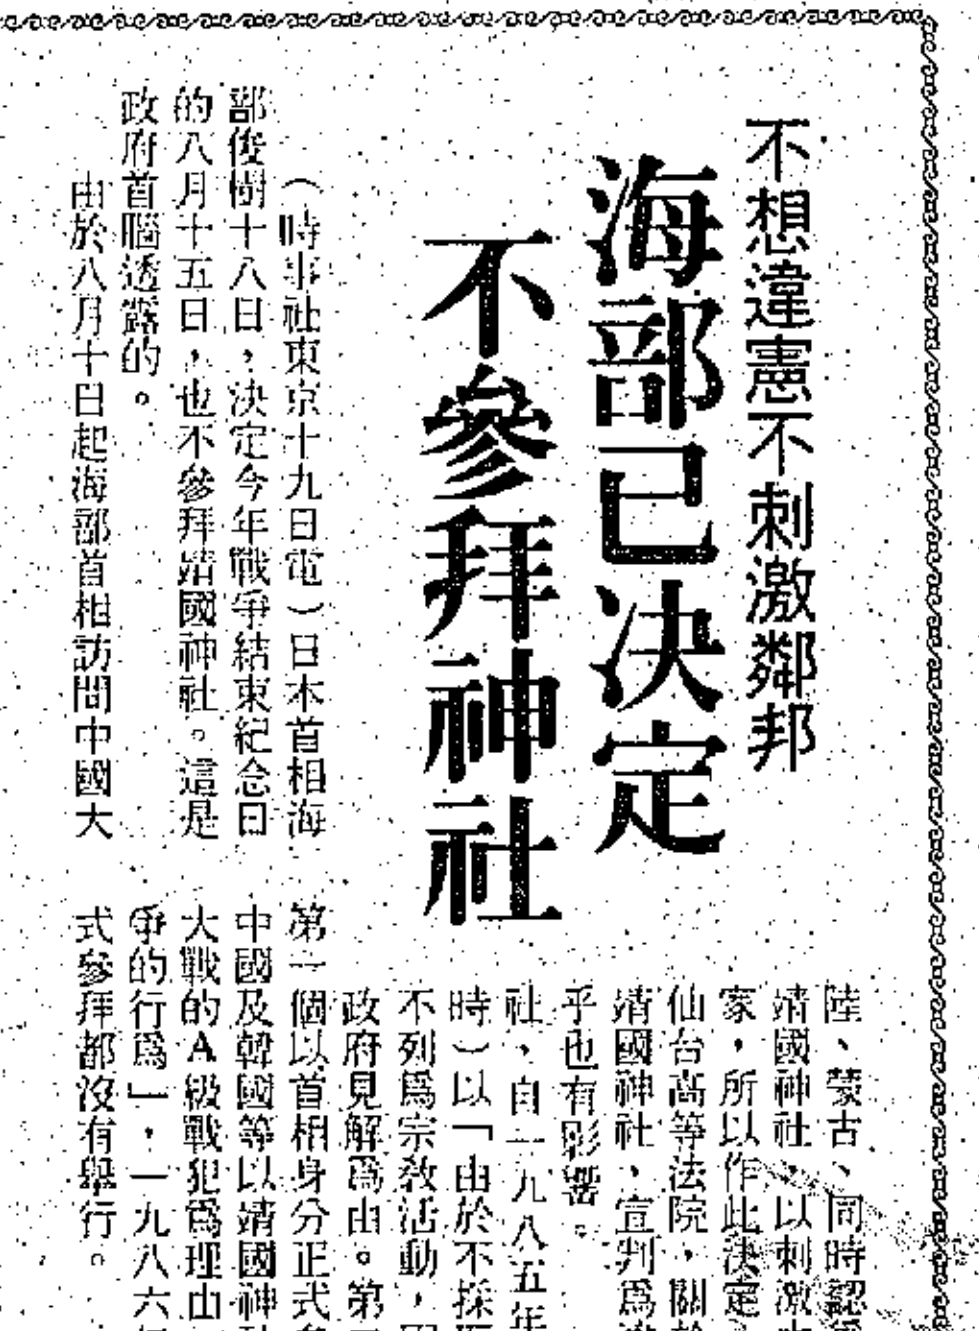 不想違憲不刺激鄰邦
海部已決定
不參拜神社
（時事社東京十九日電）日本首相海
部俊樹十八日，決定今年戰爭結束紀念日
的八月十五日，也不參拜靖國神社。這是
政府首腦透露的。
由於八月十日起海部首相訪問中國大
陸、蒙古、同時認
靖國神社，以刺激
家，所以作此決定
仙台高等法院，關於
靖國神社，宣判爲違
乎也有影響。
社、自一九八五年
時）以「由於不採
不列爲宗教活動，
政府見解爲由。第
第一個以首相身分正式
中國及韓國等以靖國神
大戰的A級戰犯爲理由
爭的行爲」，一九八六
式參拜都沒有舉行。